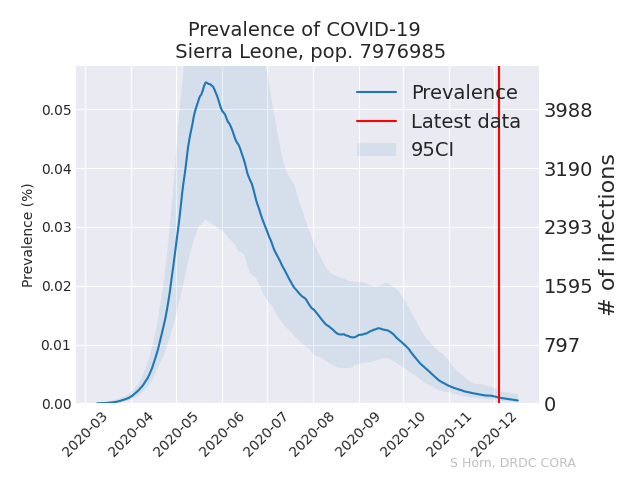 Prevalence of COVID-19
Sierra Leone, pop. 7976985
Prevalence
Latest data
95CI
0.05
0.04
0.03
0.02
0.01
0.00
Prevalence (%)
3988
3190
2393
1595
797
0
# of infections
2020-03
2020-04
2020-05
2020-06
2020-07
2020-08
2020-09
2020-10
2020-11
2020-12
S Horn, DRDC CORA